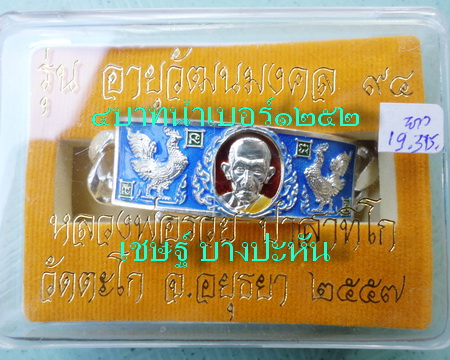 รุ่น อายุวัฒนมงคล ๙๔
๔บาทนำเบอร์๑๒๕๒
19.5
หลวงพ่อรวย ปาสาทิโก
เชษฐ์ บางปะหัน
วัดตะโก จ.อยุธยา ๒๕๕๗